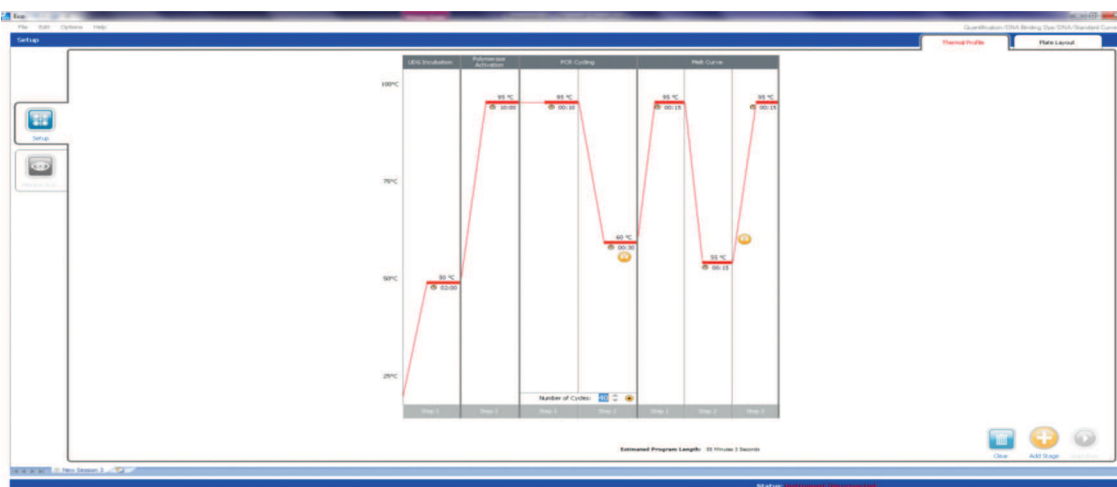 Eco
File Edit Options Help
Quantification /DNA Binding Dye /DNA/Standard Curve
Setup
Thermal Profile
Plate Layout
UDG Incubation
Polymerase Activation
PCR Cycling
Melt Curve
100°C
75°C
50°C
25°C
50 °C
02:00
95 °C
10:00
95 °C
00:10
60 °C
00:30
95 °C
00:15
55 °C
00:15
95 °C
00:15
Setup
Number of Cycles: 40
Step 1
Step 1
Step 2
Step 1
Step 2
Step 3
Estimated Program Length:
Clear
Add Stage
New Session 3
Status: